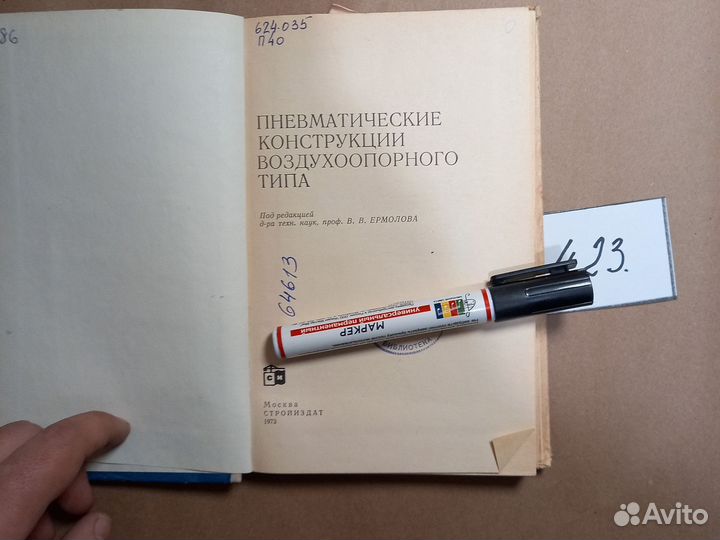 86
624.035
П40
0
ПНЕВМАТИЧЕСКИЕ
КОНСТРУКЦИИ
ВОЗДУХООПОРНОГО
ТИПА
Под редакцией
д-ра техн. наук, проф. В. В. ЕРМОЛОВА
64613
423.
МАРКЕР
универсальный перманентный
БИБЛИОТЕКА
С И
Москва
СТРОЙИЗДАТ
1973
Avito